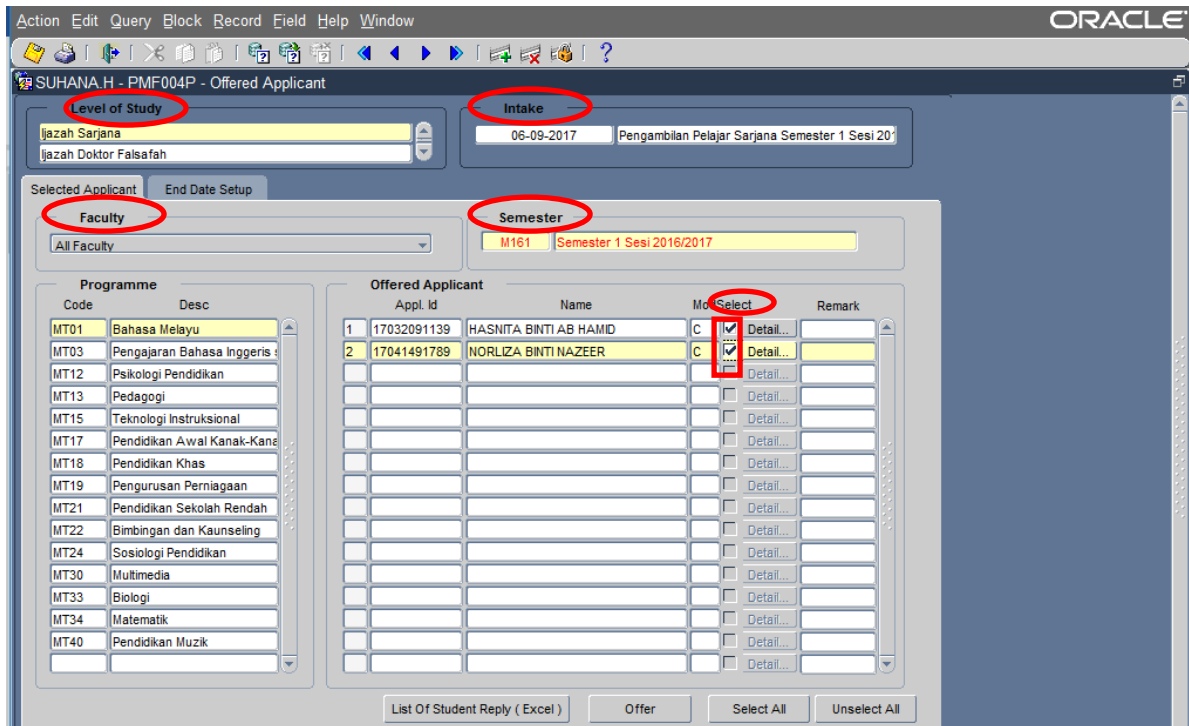 Action Edit Query Block Record Field Help Window ORACLE
SUHANA.H - PMF004P - Offered Applicant
Level of Study
Ijazah Sarjana
Ijazah Doktor Falsafah
Intake
06-09-2017 Pengambilan Pelajar Sarjana Semester 1 Sesi 201
Selected Applicant End Date Setup
Faculty
All Faculty
Semester
M161 Semester 1 Sesi 2016/2017
Programme
Code Desc
MT01 Bahasa Melayu
MT03 Pengajaran Bahasa Inggeris s
MT12 Psikologi Pendidikan
MT13 Pedagogi
MT15 Teknologi Instruksional
MT17 Pendidikan Awal Kanak-Kana
MT18 Pendidikan Khas
MT19 Pengurusan Perniagaan
MT21 Pendidikan Sekolah Rendah
MT22 Bimbingan dan Kaunseling
MT24 Sosiologi Pendidikan
MT30 Multimedia
MT33 Biologi
MT34 Matematik
MT40 Pendidikan Muzik
Offered Applicant
Appl. Id Name Mod Select Remark
1 17032091139 HASNITA BINTI AB HAMID C Detail...
2 17041491789 NORLIZA BINTI NAZEER C Detail...
Detail...
Detail...
Detail...
Detail...
Detail...
Detail...
Detail...
Detail...
Detail...
Detail...
Detail...
Detail...
Detail...
Detail...
List Of Student Reply ( Excel ) Offer Select All Unselect All